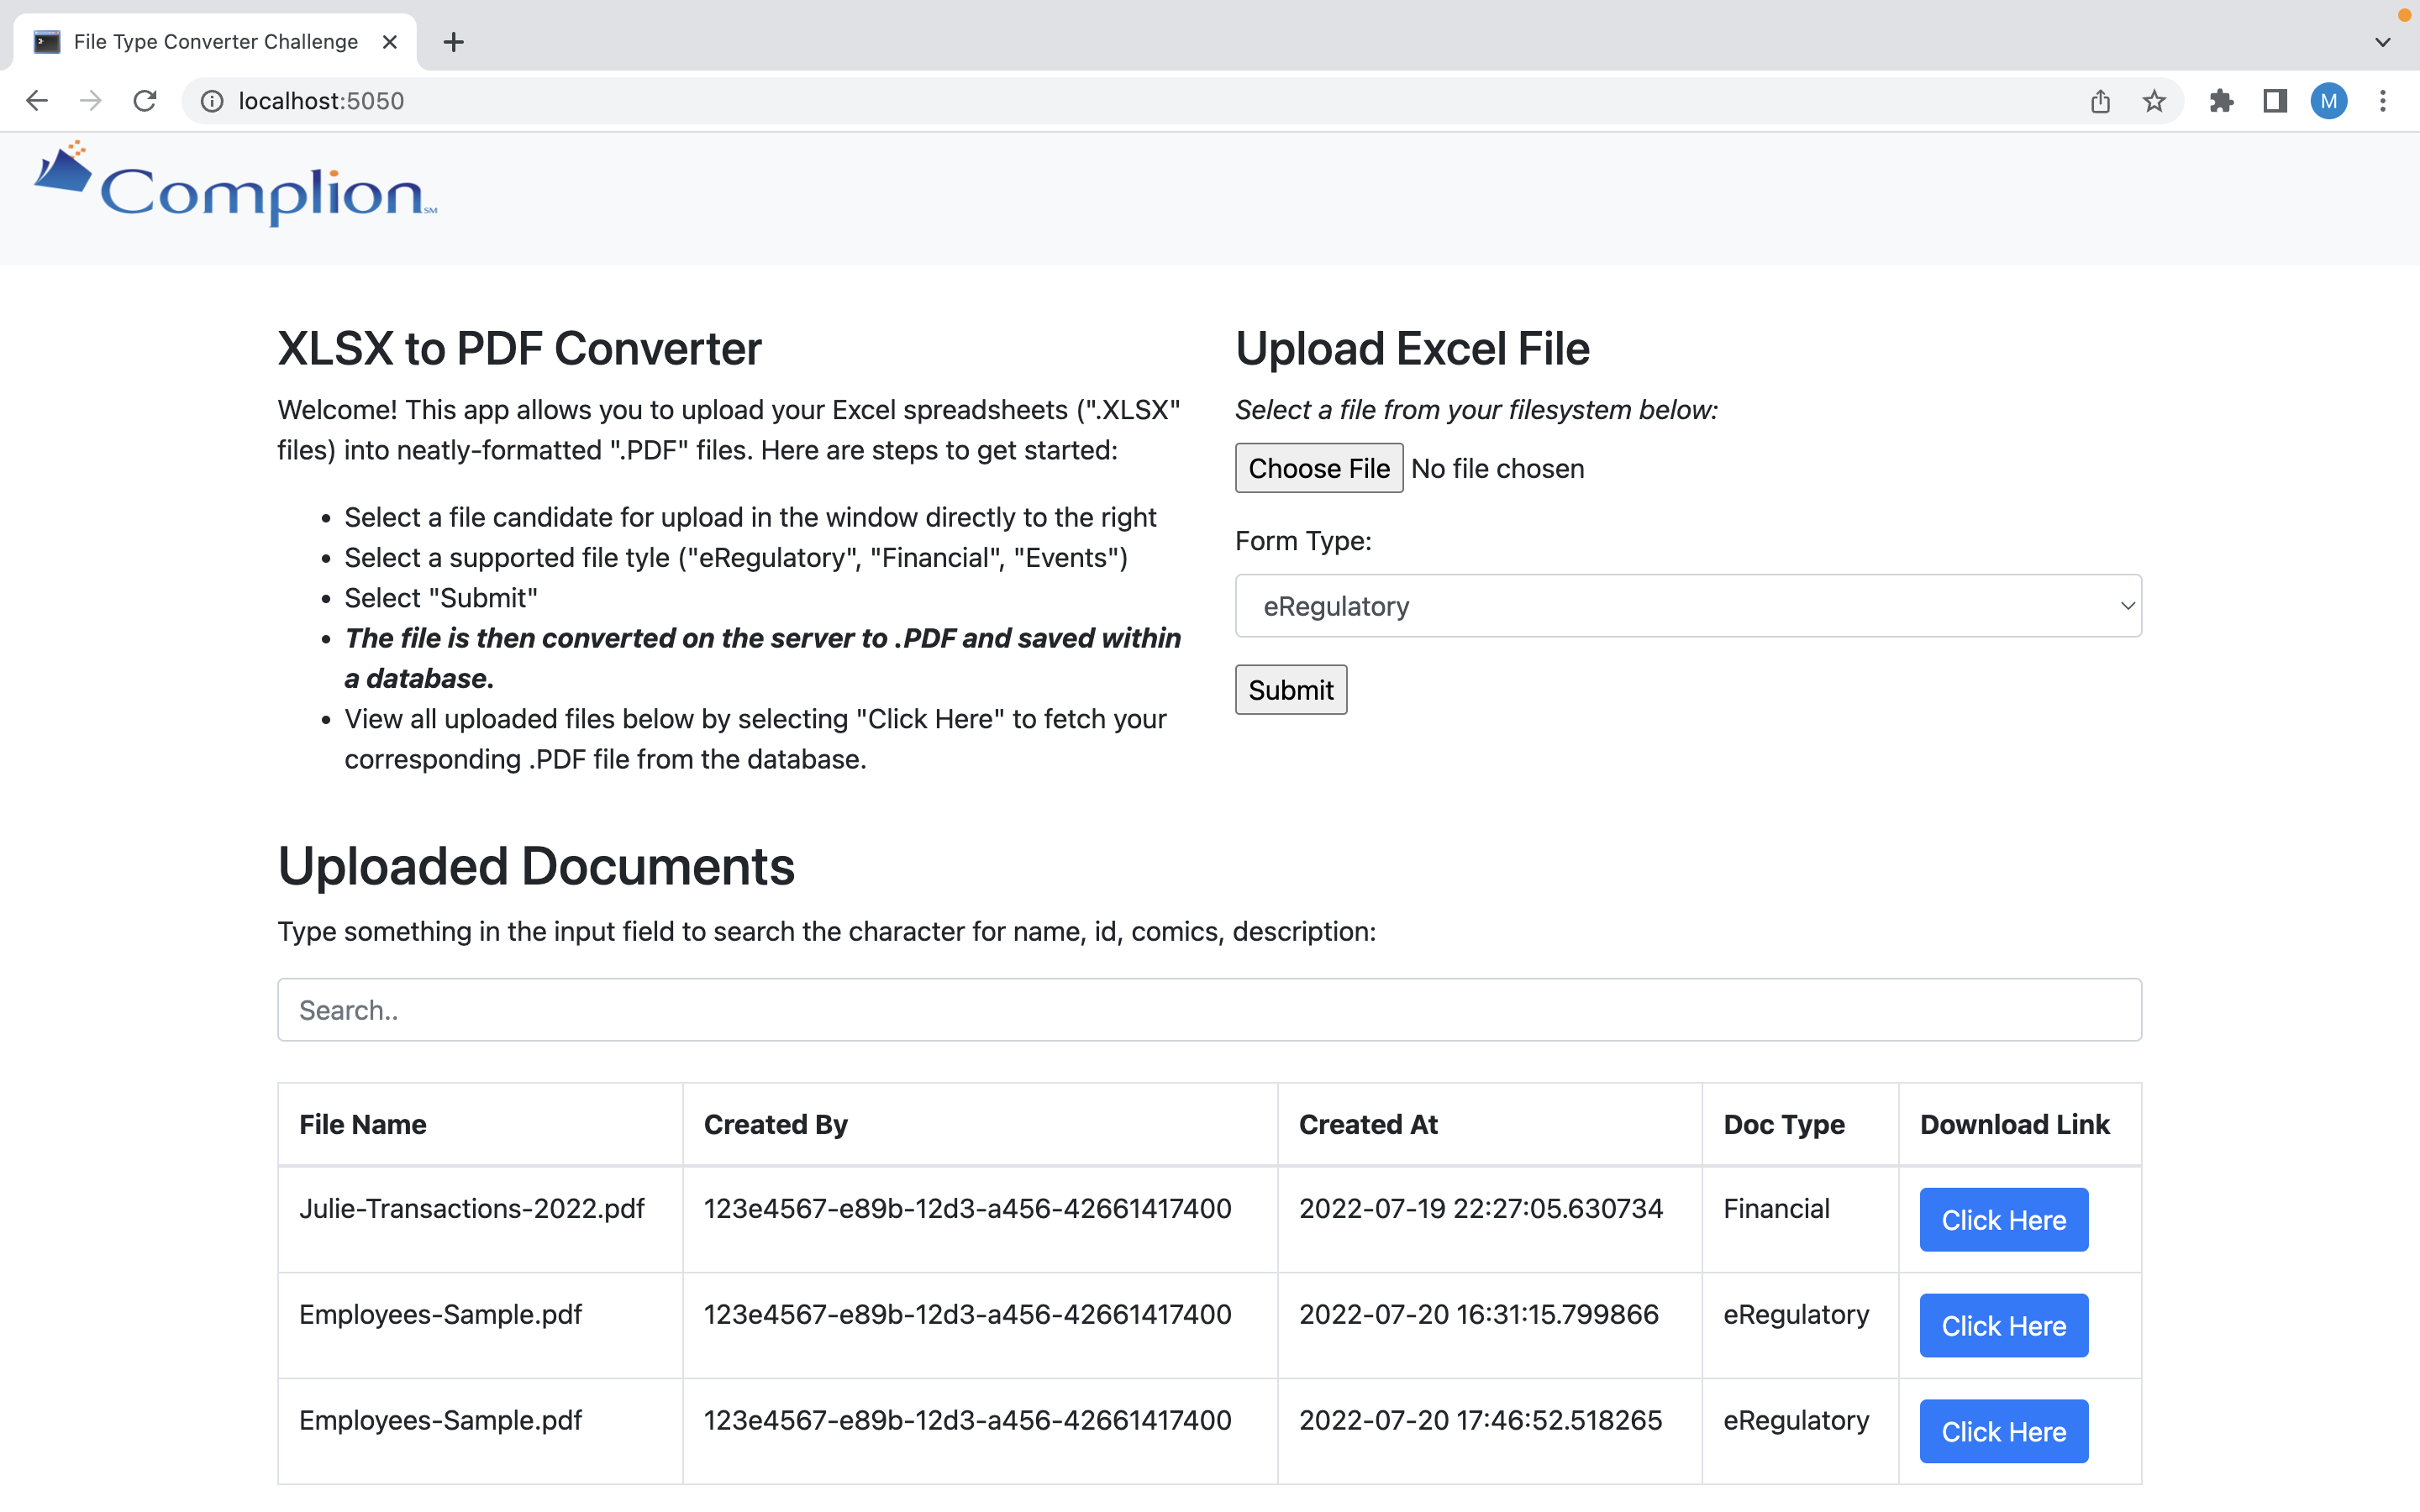 File Type Converter Challenge
localhost:5050
M
Complion SM
XLSX to PDF Converter
Welcome! This app allows you to upload your Excel spreadsheets (".XLSX"
files) into neatly-formatted ".PDF" files. Here are steps to get started:
• Select a file candidate for upload in the window directly to the right
• Select a supported file tyle ("eRegulatory", "Financial", "Events")
• Select "Submit"
• The file is then converted on the server to .PDF and saved within
a database.
• View all uploaded files below by selecting "Click Here" to fetch your
corresponding .PDF file from the database.
Upload Excel File
Select a file from your filesystem below:
Choose File No file chosen
Form Type:
eRegulatory
Submit
Uploaded Documents
Type something in the input field to search the character for name, id, comics, description:
Search..
File Name Created By Created At Doc Type Download Link
Julie-Transactions-2022.pdf 123e4567-e89b-12d3-a456-42661417400 2022-07-19 22:27:05.630734 Financial Click Here
Employees-Sample.pdf 123e4567-e89b-12d3-a456-42661417400 2022-07-20 16:31:15.799866 eRegulatory Click Here
Employees-Sample.pdf 123e4567-e89b-12d3-a456-42661417400 2022-07-20 17:46:52.518265 eRegulatory Click Here